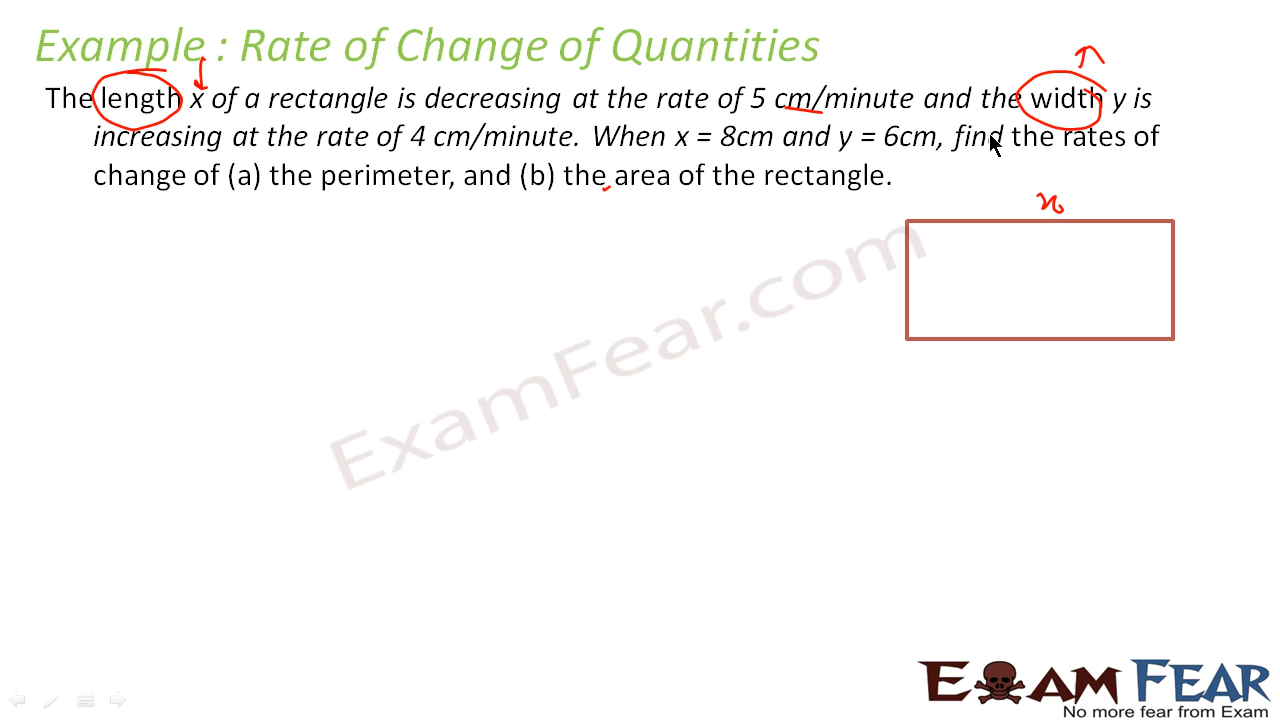 Example : Rate of Change of Quantities
The length x of a rectangle is decreasing at the rate of 5 cm/minute and the width y is
increasing at the rate of 4 cm/minute. When x = 8cm and y = 6cm, find the rates of
change of (a) the perimeter, and (b) the area of the rectangle.
x
ExamFear.com
EXAM FEAR
No more fear from Exam